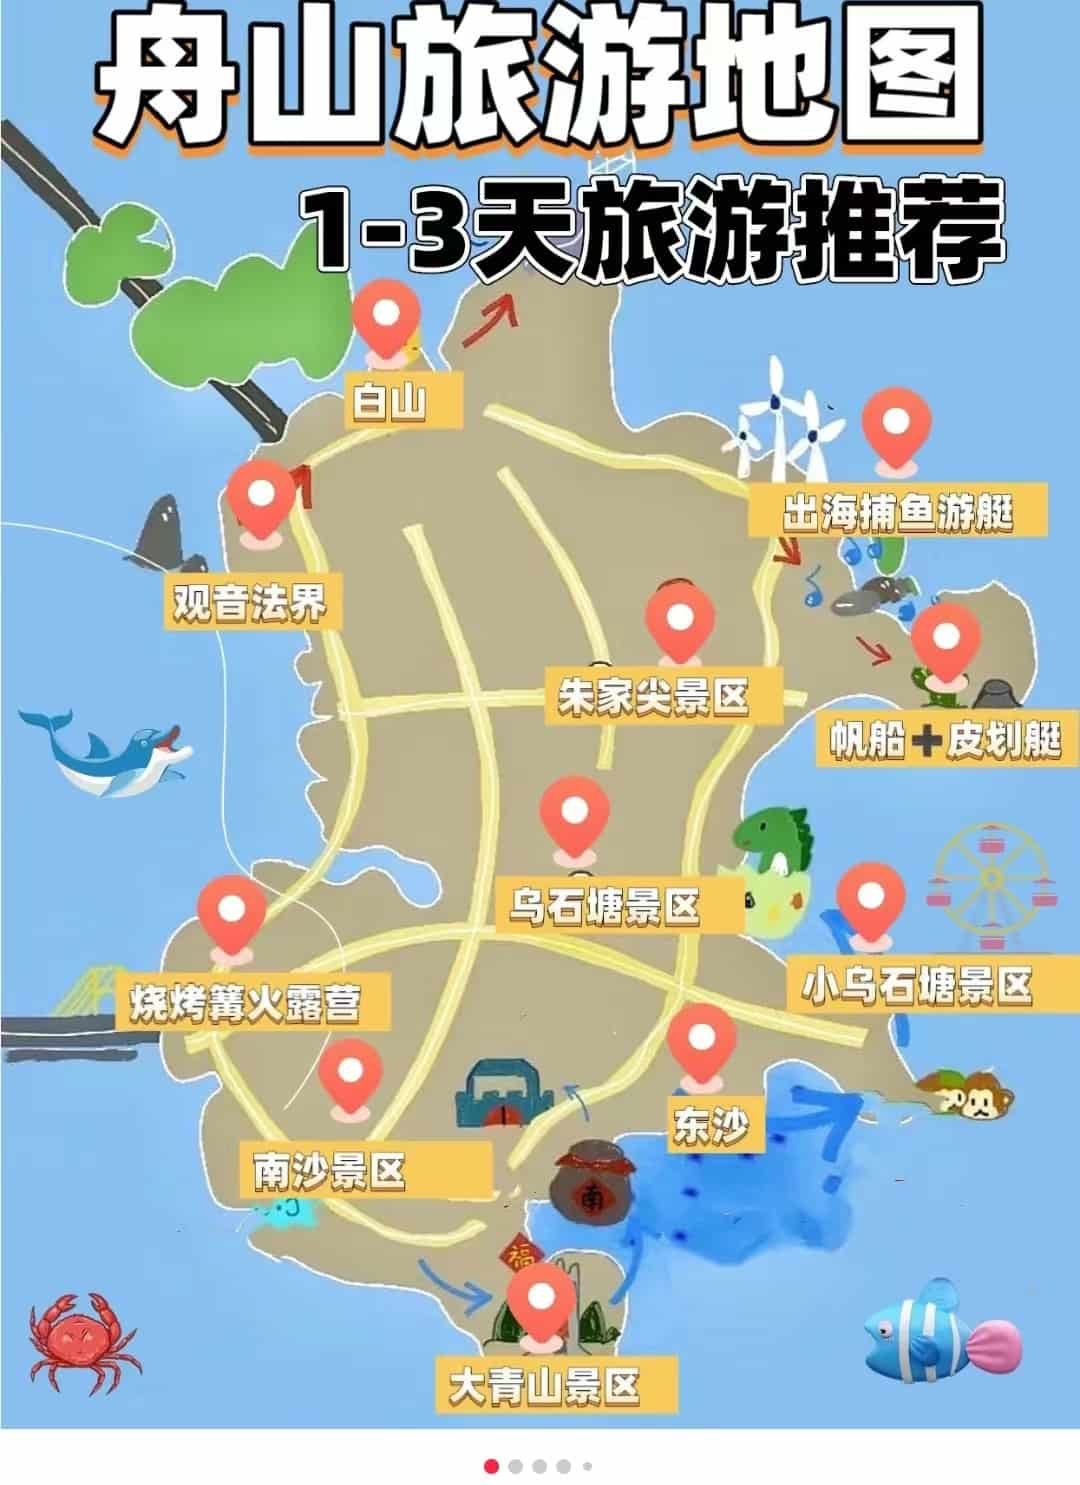 舟山旅游地图
1-3天旅游推荐
白山
出海捕鱼游艇
观音法界
朱家尖景区
帆船➕皮划艇
乌石塘景区
小乌石塘景区
烧烤篝火露营
东沙
南沙景区
南
福
大青山景区